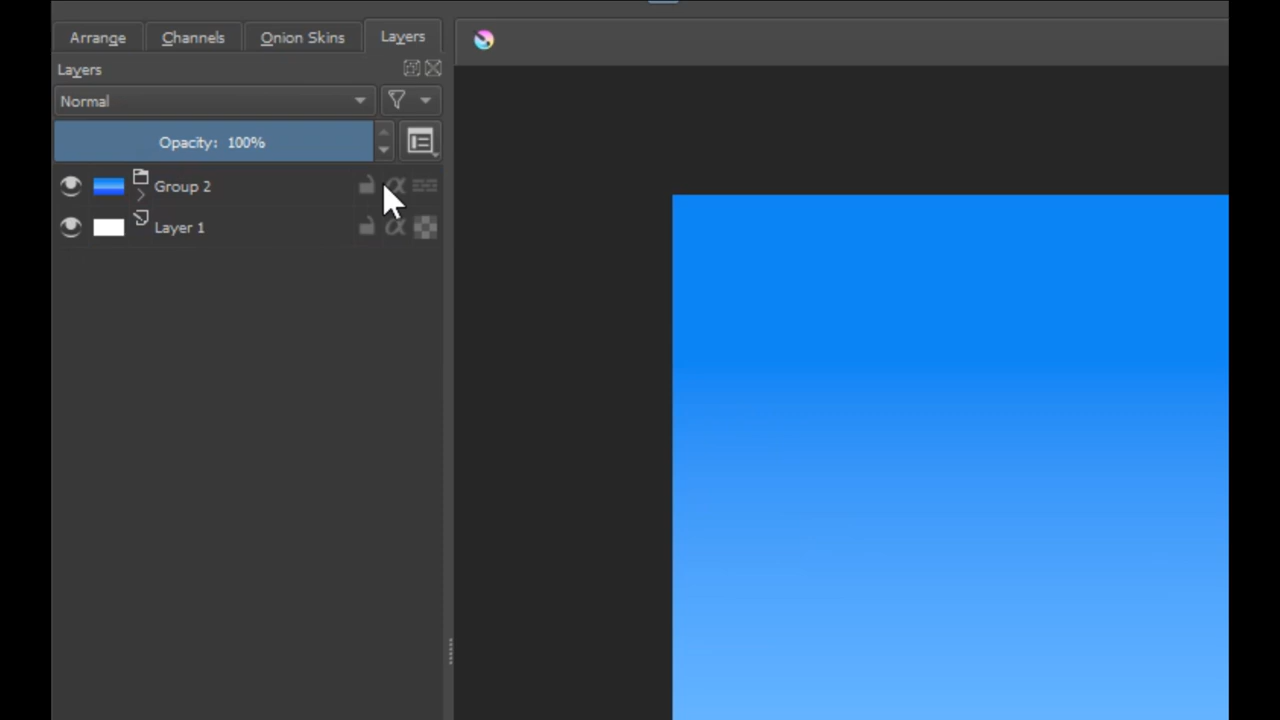 Arrange Channels Onion Skins Layers
Layers
Normal
Opacity: 100%
Group 2 α
Layer 1 α